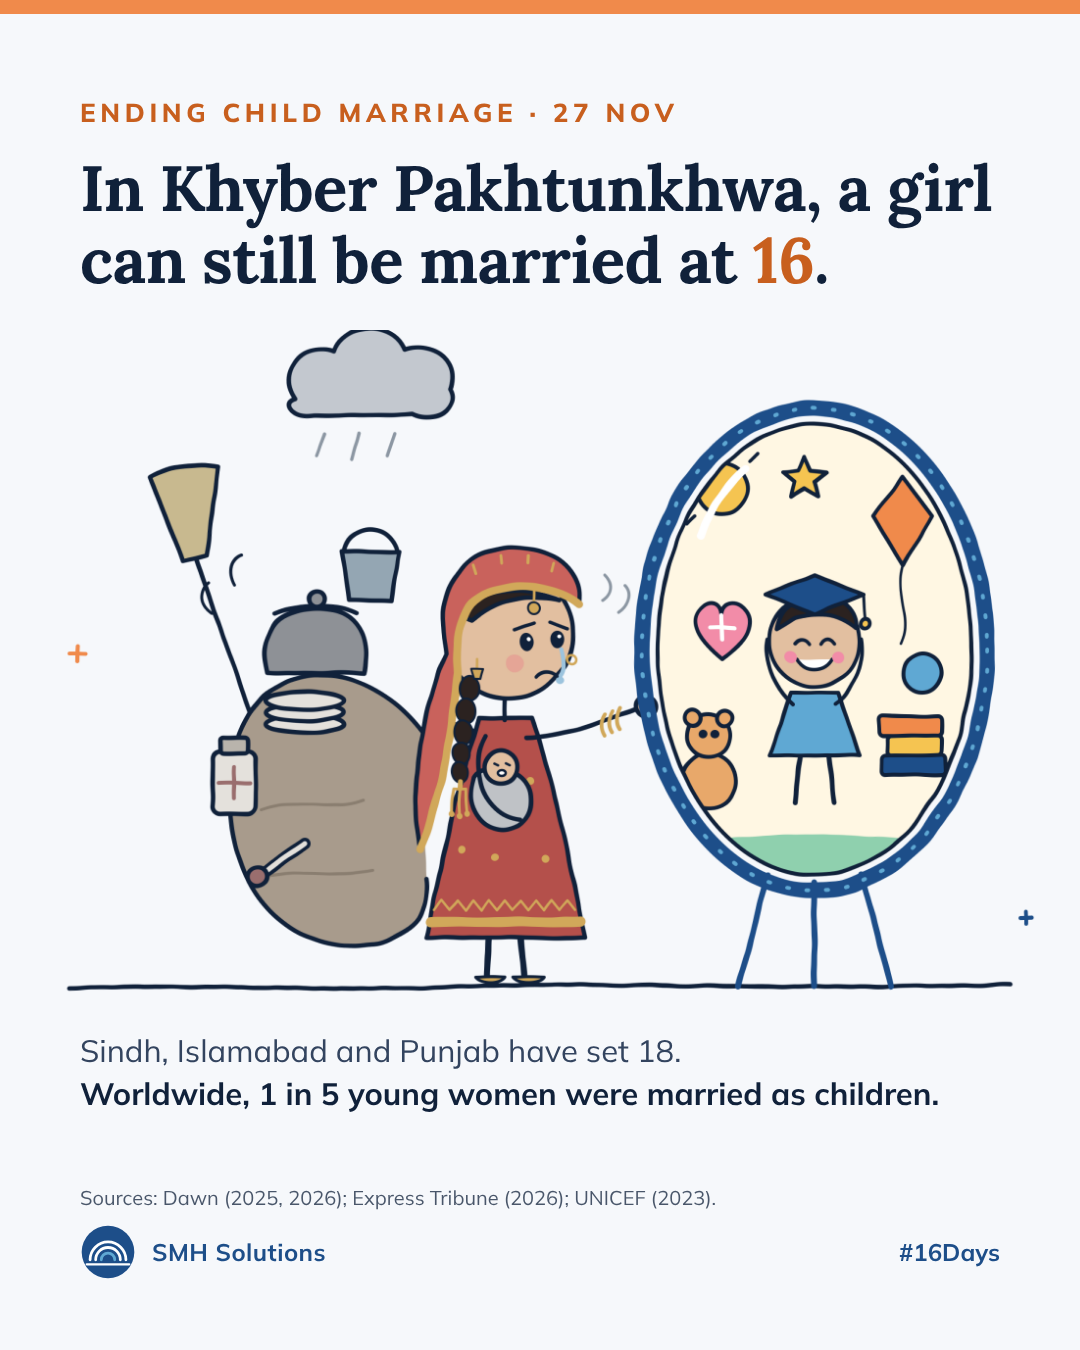 ENDING CHILD MARRIAGE · 27 NOV
In Khyber Pakhtunkhwa, a girl
can still be married at 16.
Sindh, Islamabad and Punjab have set 18.
Worldwide, 1 in 5 young women were married as children.
Sources: Dawn (2025, 2026); Express Tribune (2026); UNICEF (2023).
SMH Solutions
#16Days